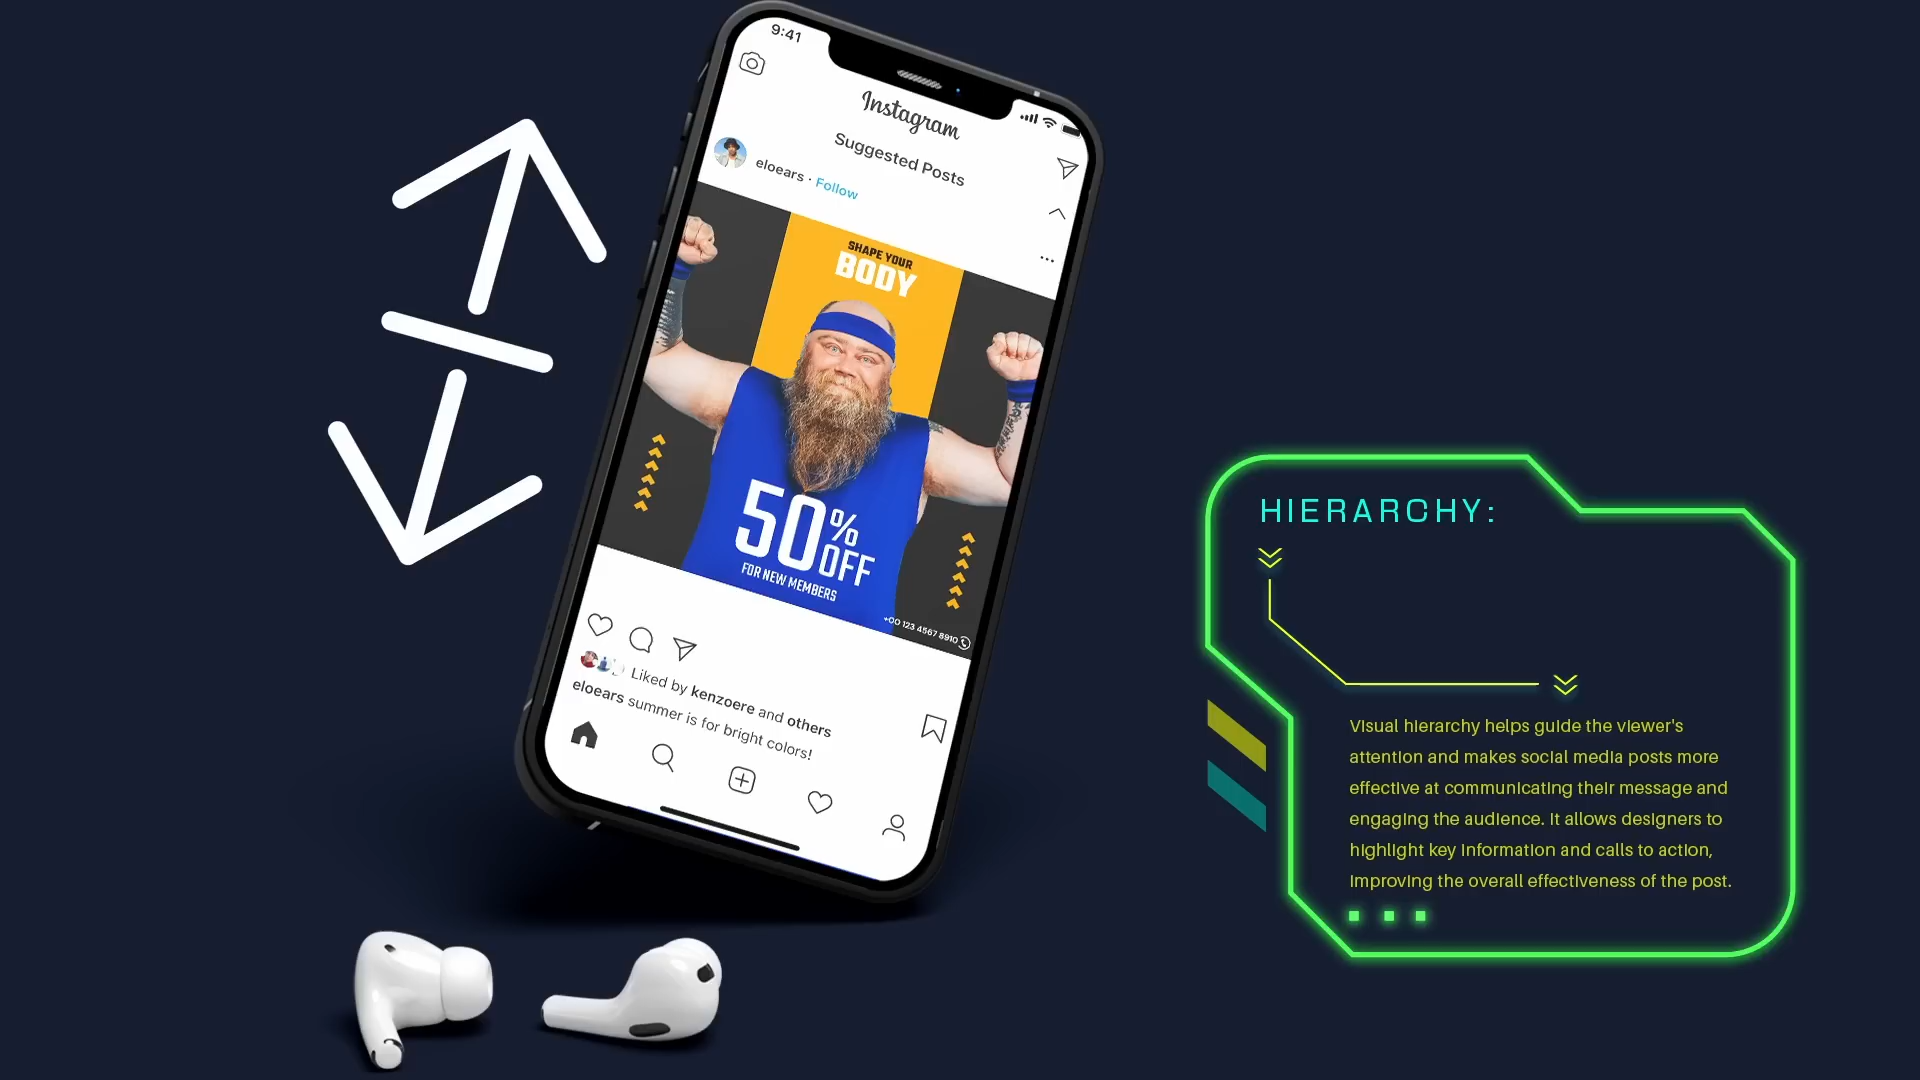 9:41
Instagram
Suggested Posts
eloears · Follow
SHAPE YOUR
BODY
50% OFF
FOR NEW MEMBERS
+00 123 4567 8910
Liked by kenzoere and others
eloears summer is for bright colors!
HIERARCHY:
Visual hierarchy helps guide the viewer's
attention and makes social media posts more
effective at communicating their message and
engaging the audience. It allows designers to
highlight key information and calls to action,
improving the overall effectiveness of the post.